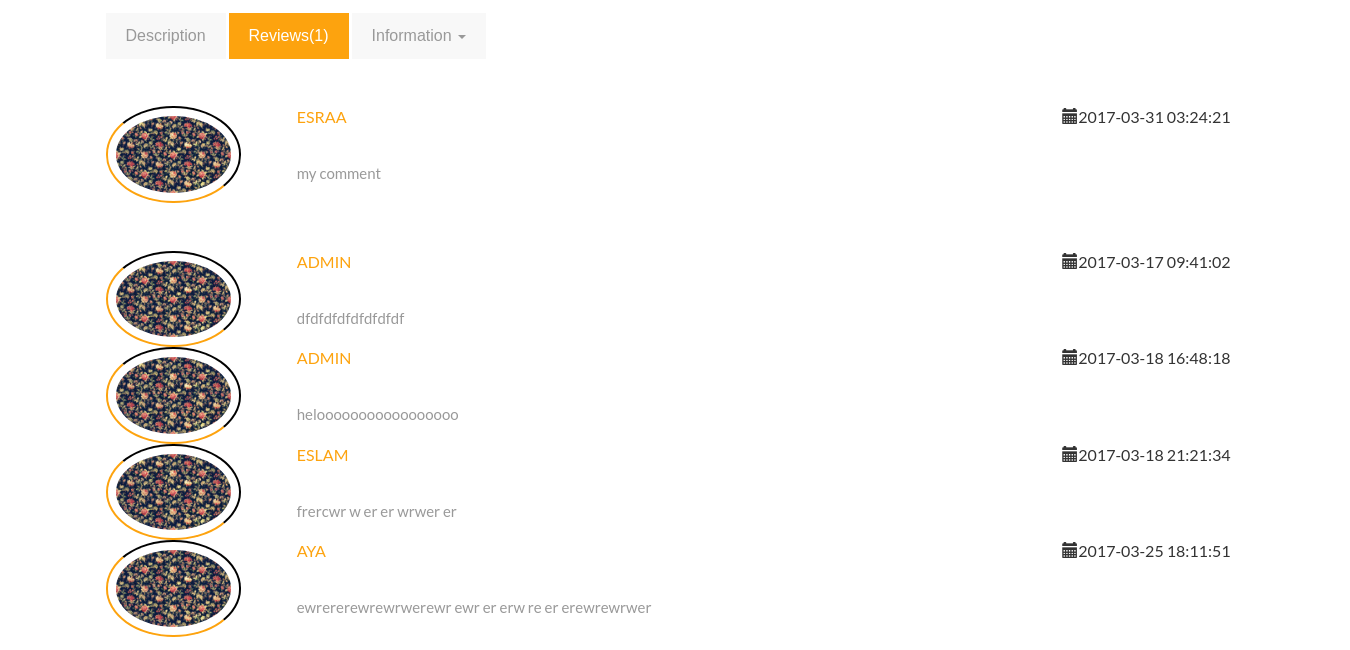 Description Reviews(1) Information
ESRAA 2017-03-31 03:24:21
my comment
ADMIN 2017-03-17 09:41:02
dfdfdfdfdfdfdfdf
ADMIN 2017-03-18 16:48:18
helooooooooooooooooo
ESLAM 2017-03-18 21:21:34
frercwr w er er wrwer er
AYA 2017-03-25 18:11:51
ewrererewrewrwerewr ewr er erw re er erewrewrwer